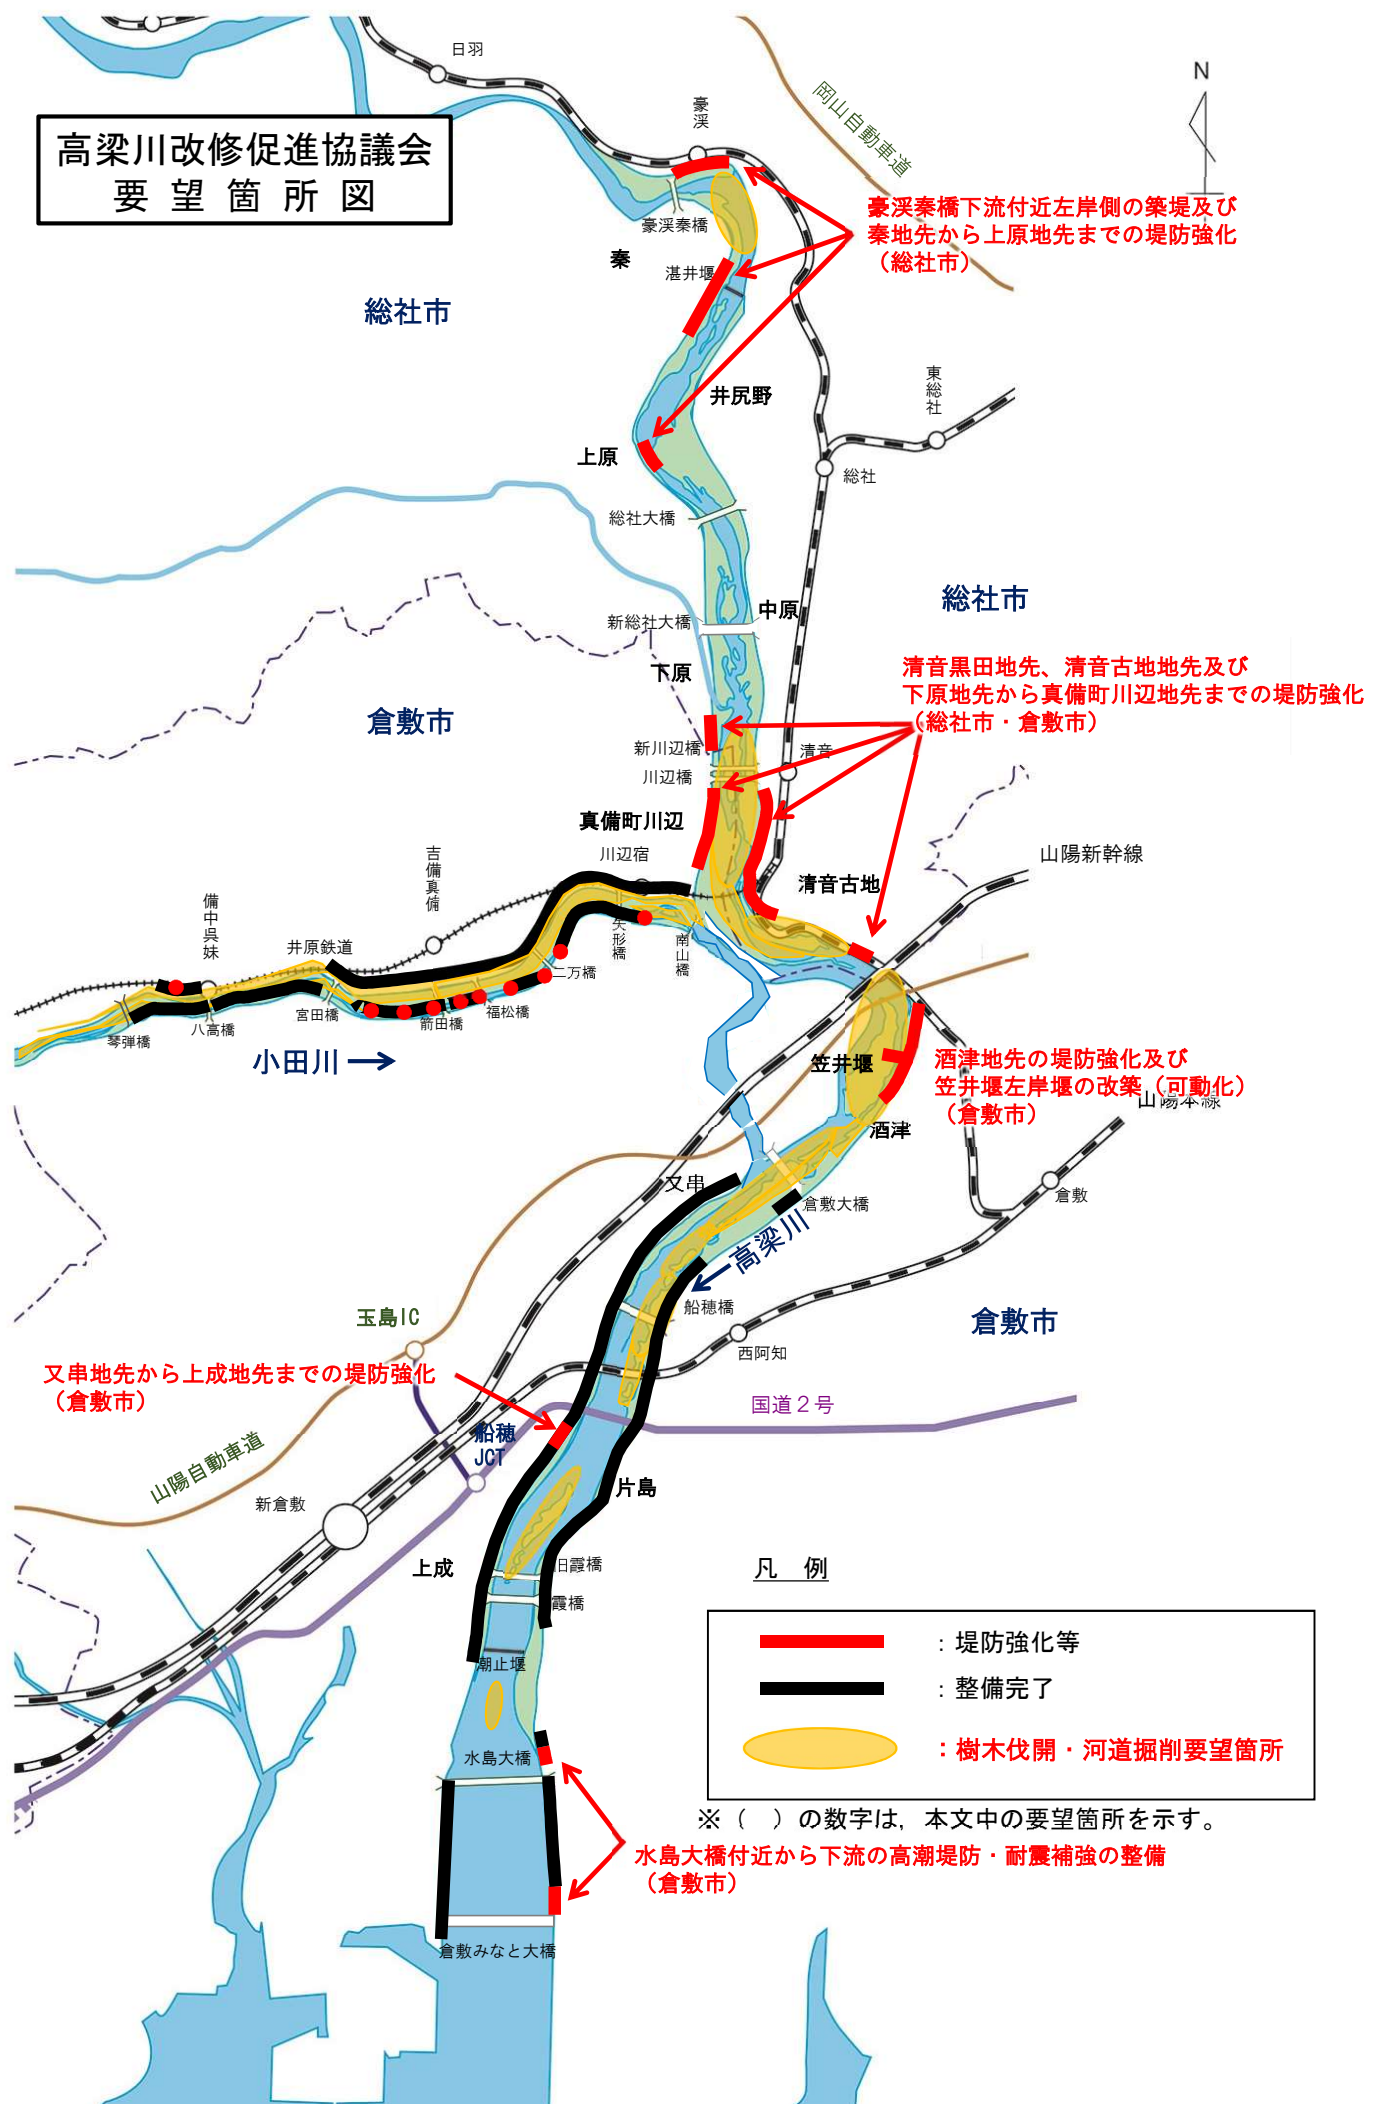 高梁川改修促進協議会
要望箇所図
日羽
豪渓
岡山自動車道
N
豪渓秦橋
秦
湛井堰
豪渓秦橋下流付近左岸側の築堤及び
秦地先から上原地先までの堤防強化
（総社市）
総社市
井尻野
東総社
上原
総社
総社大橋
総社市
中原
新総社大橋
下原
清音黒田地先、清音古地地先及び
下原地先から真備町川辺地先までの堤防強化
（総社市・倉敷市）
倉敷市
新川辺橋
清音
川辺橋
真備町川辺
川辺宿
山陽新幹線
吉備真備
清音古地
備中呉妹
井原鉄道
矢形橋
南山橋
二万橋
福松橋
箭田橋
宮田橋
八高橋
琴弾橋
小田川
笠井堰
酒津地先の堤防強化及び
笠井堰左岸堰の改築（可動化）
（倉敷市）
山陽本線
酒津
又串
倉敷大橋
倉敷
高梁川
船穂橋
玉島IC
倉敷市
西阿知
又串地先から上成地先までの堤防強化
（倉敷市）
国道２号
船穂
JCT
山陽自動車道
片島
新倉敷
上成
旧霞橋
霞橋
潮止堰
水島大橋
凡　例
：堤防強化等
：整備完了
：樹木伐開・河道掘削要望箇所
※（　）の数字は，本文中の要望箇所を示す。
水島大橋付近から下流の高潮堤防・耐震補強の整備
（倉敷市）
倉敷みなと大橋